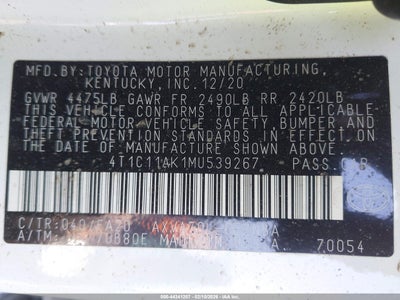 MFD.BY:TOYOTA MOTOR MANUFACTURING,
KENTUCKY, INC. 12/20
GVWR 4475LB GAWR FR 2490LB RR 2420LB
THIS VEHICLE CONFORMS TO ALL APPLICABLE
FEDERAL MOTOR VEHICLE SAFETY, BUMPER, AND
THEFT PREVENTION STANDARDS IN EFFECT ON
THE DATE OF MANUFACTURE SHOWN ABOVE.
4T1C11AK1MU539267 PASS.
C/TR:
A/TM: 70054